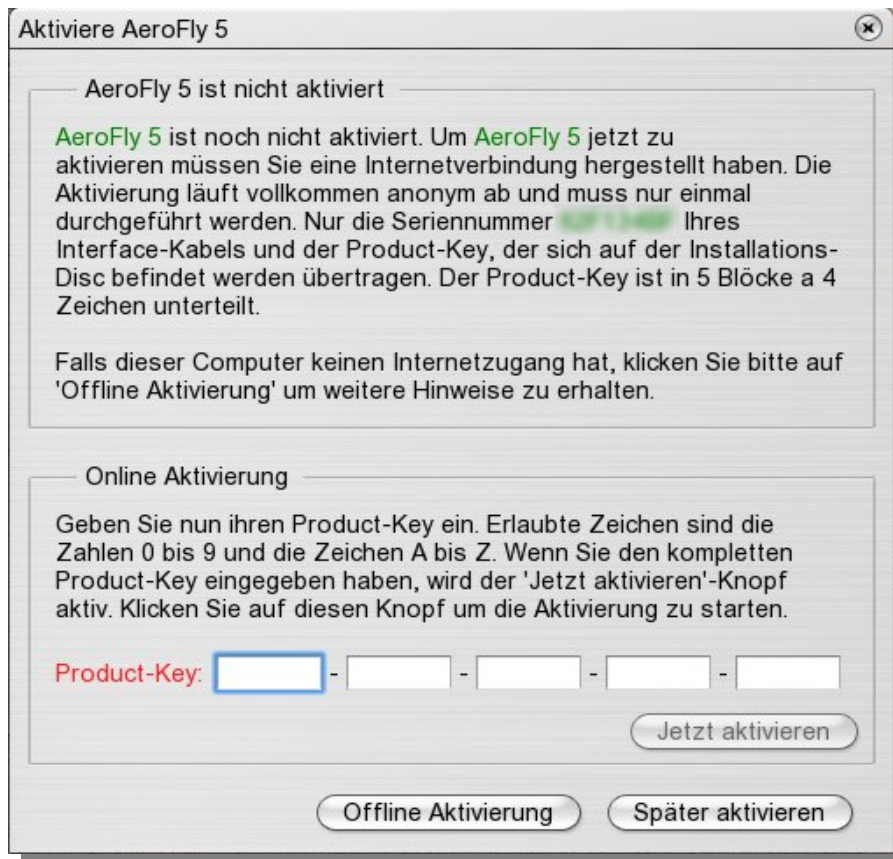 Aktiviere AeroFly 5
AeroFly 5 ist nicht aktiviert
AeroFly 5 ist noch nicht aktiviert. Um AeroFly 5 jetzt zu
aktivieren müssen Sie eine Internetverbindung hergestellt haben. Die
Aktivierung läuft vollkommen anonym ab und muss nur einmal
durchgeführt werden. Nur die Seriennummer Ihres
Interface-Kabels und der Product-Key, der sich auf der Installations-
Disc befindet werden übertragen. Der Product-Key ist in 5 Blöcke a 4
Zeichen unterteilt.
Falls dieser Computer keinen Internetzugang hat, klicken Sie bitte auf
'Offline Aktivierung' um weitere Hinweise zu erhalten.
Online Aktivierung
Geben Sie nun ihren Product-Key ein. Erlaubte Zeichen sind die
Zahlen 0 bis 9 und die Zeichen A bis Z. Wenn Sie den kompletten
Product-Key eingegeben haben, wird der 'Jetzt aktivieren'-Knopf
aktiv. Klicken Sie auf diesen Knopf um die Aktivierung zu starten.
Product-Key: - - - -
Jetzt aktivieren
Offline Aktivierung Später aktivieren